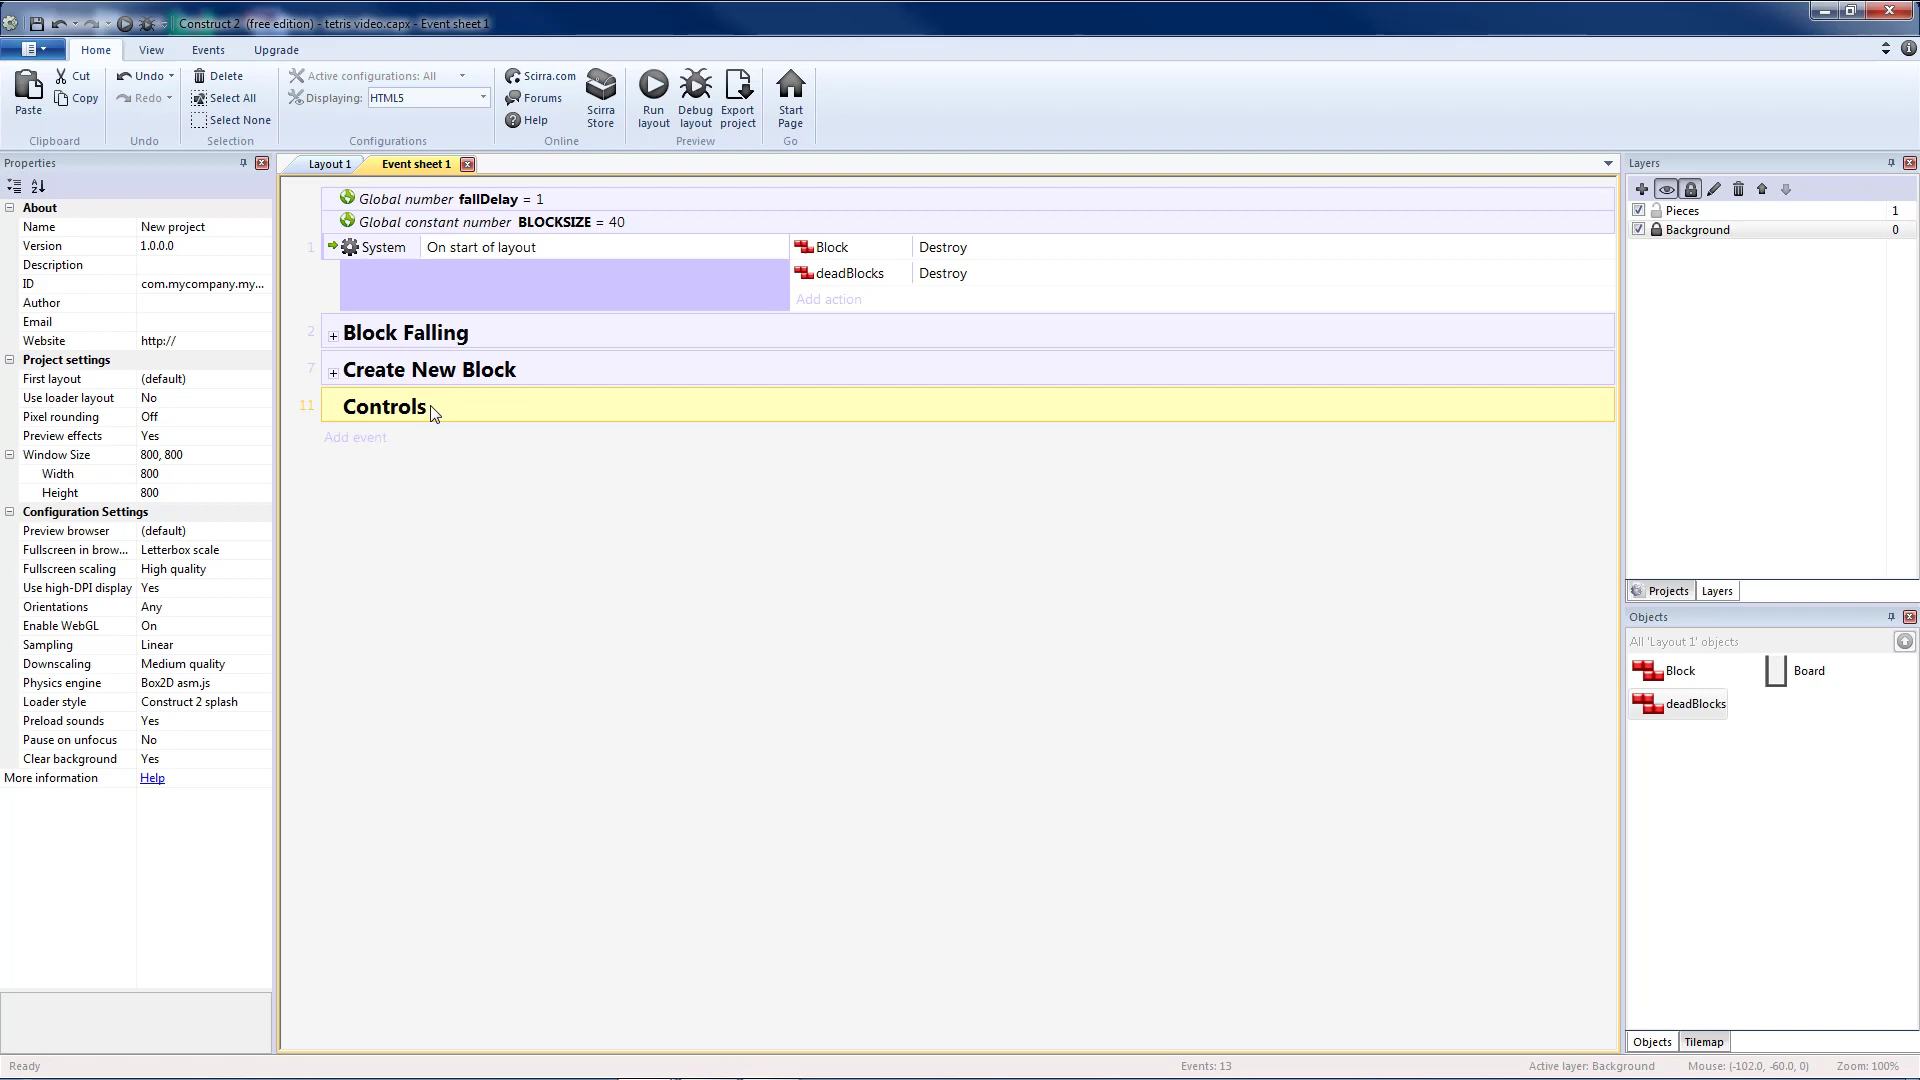 Construct 2 (free edition) - tetris video.capx - Event sheet 1
Home View Events Upgrade
Paste Cut Copy Clipboard
Undo Redo Undo
Delete Select All Select None Selection
Active configurations: All
Displaying: HTML5
Configurations
Scirra.com Forums Help Scirra Store Online
Run layout Debug layout Export project Preview
Start Page Go
Properties
About
Name New project
Version 1.0.0.0
Description
ID com.mycompany.my...
Author
Email
Website http://
Project settings
First layout (default)
Use loader layout No
Pixel rounding Off
Preview effects Yes
Window Size 800, 800
Width 800
Height 800
Configuration Settings
Preview browser (default)
Fullscreen in brow... Letterbox scale
Fullscreen scaling High quality
Use high-DPI display Yes
Orientations Any
Enable WebGL On
Sampling Linear
Downscaling Medium quality
Physics engine Box2D asm.js
Loader style Construct 2 splash
Preload sounds Yes
Pause on unfocus No
Clear background Yes
More information Help
Layout 1 Event sheet 1
Global number fallDelay = 1
Global constant number BLOCKSIZE = 40
1 System On start of layout Block Destroy
deadBlocks Destroy
Add action
2 Block Falling
7 Create New Block
11 Controls
Add event
Layers
Pieces 1
Background 0
Projects Layers
Objects
All 'Layout 1' objects
Block Board
deadBlocks
Objects Tilemap
Ready Events: 13 Active layer: Background Mouse: (-102.0, -60.0, 0) Zoom: 100%